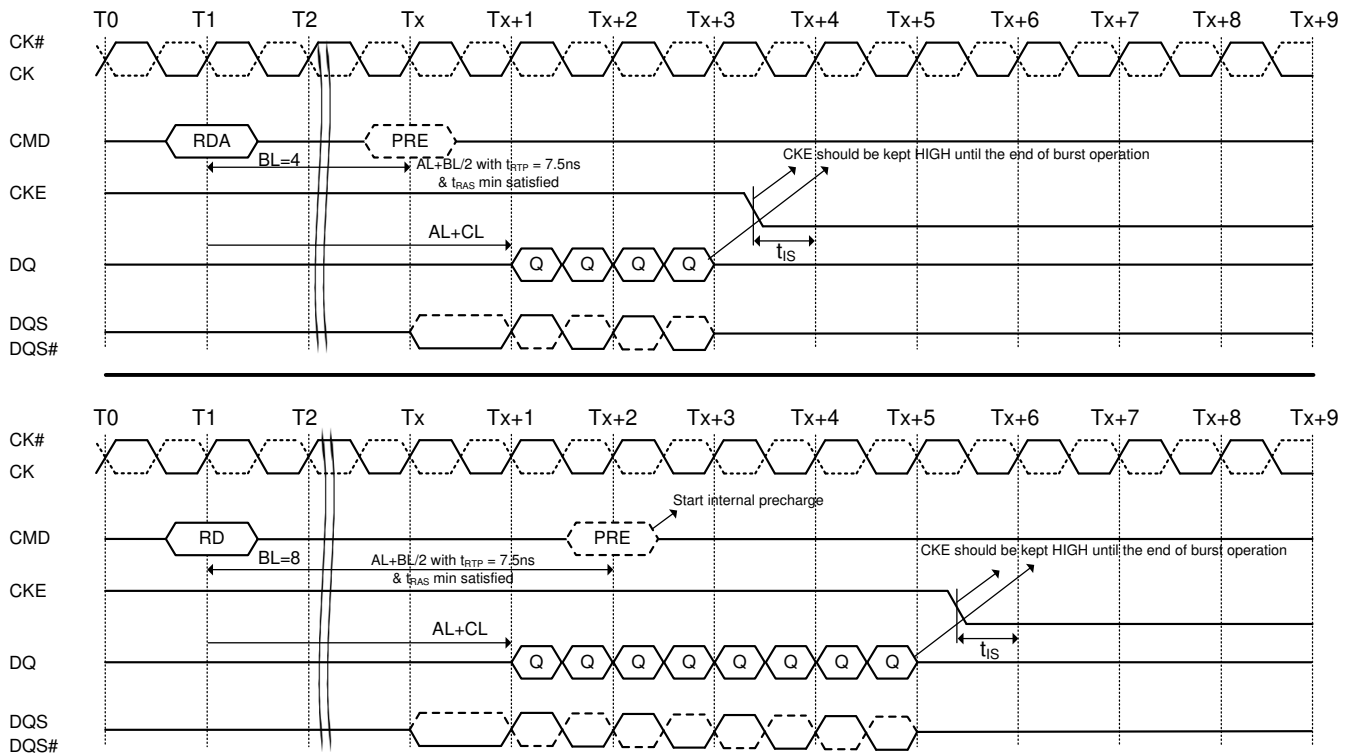 T0 T1 T2 Tx Tx+1 Tx+2 Tx+3 Tx+4 Tx+5 Tx+6 Tx+7 Tx+8 Tx+9
CK#
CK
CMD RDA PRE
BL=4 AL+BL/2 with tRTP = 7.5ns
& tRAS min satisfied
CKE should be kept HIGH until the end of burst operation
CKE
AL+CL
tIS
DQ Q Q Q Q
DQS
DQS#
T0 T1 T2 Tx Tx+1 Tx+2 Tx+3 Tx+4 Tx+5 Tx+6 Tx+7 Tx+8 Tx+9
CK#
CK
Start internal precharge
CMD RD PRE
BL=8 AL+BL/2 with tRTP = 7.5ns
& tRAS min satisfied
CKE should be kept HIGH until the end of burst operation
CKE
AL+CL
tIS
DQ Q Q Q Q Q Q Q Q
DQS
DQS#